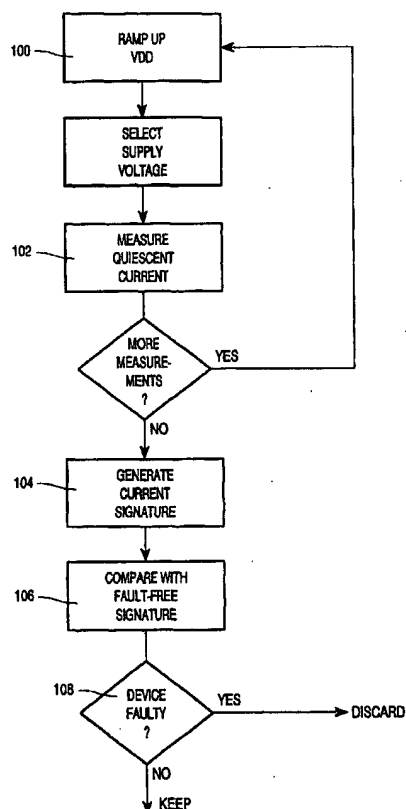 100
RAMP UP
VDD
SELECT
SUPPLY
VOLTAGE
102
MEASURE
QUIESCENT
CURRENT
MORE
MEASURE-
MENTS
?
YES
NO
104
GENERATE
CURRENT
SIGNATURE
106
COMPARE WITH
FAULT-FREE
SIGNATURE
108
DEVICE
FAULTY
?
YES
DISCARD
NO
KEEP